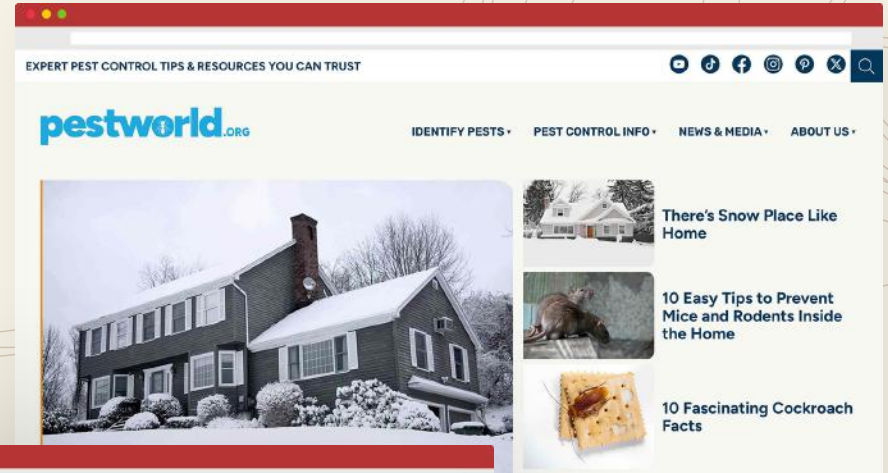 EXPERT PEST CONTROL TIPS & RESOURCES YOU CAN TRUST
pestworld.ORG
IDENTIFY PESTS
PEST CONTROL INFO
NEWS & MEDIA
ABOUT US
There's Snow Place Like
Home
10 Easy Tips to Prevent
Mice and Rodents Inside
the Home
10 Fascinating Cockroach
Facts